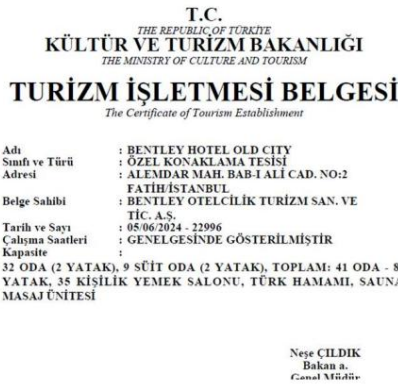 T.C.
THE REPUBLIC OF TÜRKİYE
KÜLTÜR VE TURİZM BAKANLIĞI
THE MINISTRY OF CULTURE AND TOURISM
TURİZM İŞLETMESİ BELGESİ
The Certificate of Tourism Establishment
Adı : BENTLEY HOTEL OLD CITY
Sınıfı ve Türü : ÖZEL KONAKLAMA TESİSİ
Adresi : ALEMDAR MAH. BAB-I ALİ CAD. NO:2
FATİH/İSTANBUL
Belge Sahibi : BENTLEY OTELCİLİK TURİZM SAN. VE
TİC. A.Ş.
Tarih ve Sayı : 05/06/2024 - 22996
Çalışma Saatleri : GENELGESİNDE GÖSTERİLMİŞTİR
Kapasite :
32 ODA (2 YATAK), 9 SÜİT ODA (2 YATAK), TOPLAM: 41 ODA - 8
YATAK, 35 KİŞİLİK YEMEK SALONU, TÜRK HAMAMI, SAUNA
MASAJ ÜNİTESİ
Neşe ÇILDIK
Bakan a.
Genel Müdür